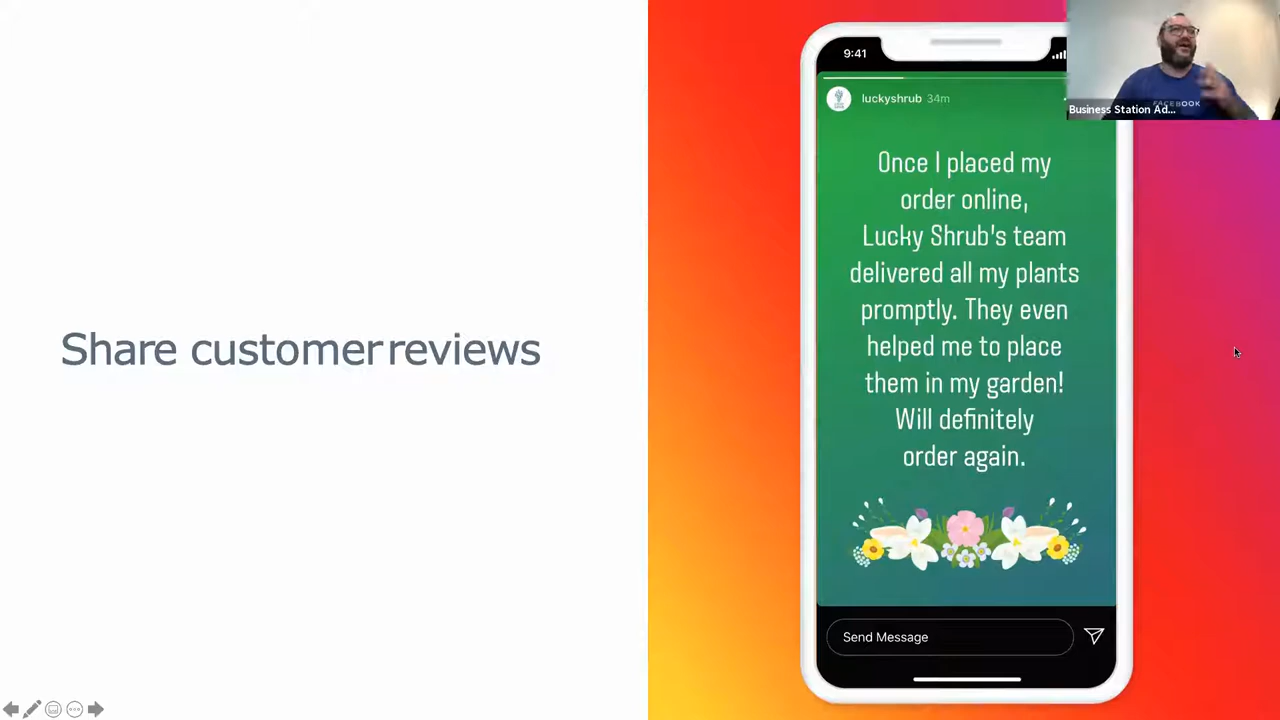 Share customer reviews
9:41
luckyshrub 34m
Once I placed my
order online,
Lucky Shrub's team
delivered all my plants
promptly. They even
helped me to place
them in my garden!
Will definitely
order again.
Send Message
FACEBOOK
Business Station Ad...